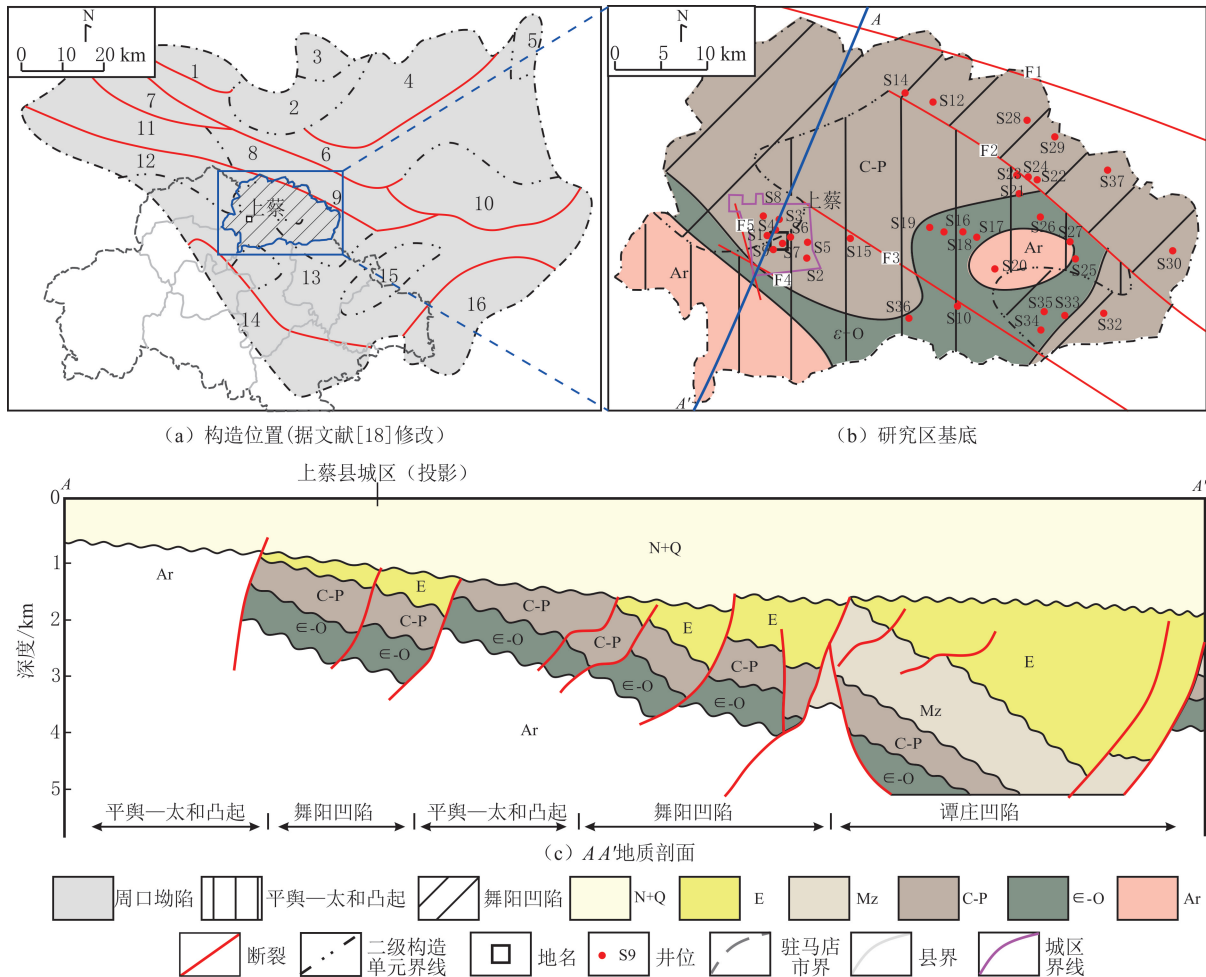 N
0 10 20 km
1
2
3
4
5
6
7
8
9
10
11
12
13
14
15
16
上蔡
(a) 构造位置(据文献[18]修改)
N
0 5 10 km
A
A'
F1
F2
F3
F4
F5
S14
S12
S28
S29
S24
S22
S21
S37
C-P
上蔡
S8
S3
S4
S1
S6
S7
S5
S2
S15
S19
S16
S17
S18
S26
S27
S25
S20
S30
S36
S10
S35
S33
S34
S32
Ar
Ar
ε-O
(b) 研究区基底
上蔡县城区(投影)
A
A'
0
1
2
3
4
5
深度/km
N+Q
Ar
E
C-P
C-P
∈-O
∈-O
C-P
∈-O
C-P
E
E
C-P
∈-O
∈-O
Ar
E
Mz
C-P
∈-O
平舆—太和凸起
舞阳凹陷
平舆—太和凸起
舞阳凹陷
谭庄凹陷
(c) AA'地质剖面
周口坳陷
平舆—太和凸起
舞阳凹陷
N+Q
E
Mz
C-P
∈-O
Ar
断裂
二级构造
单元界线
地名
S9
井位
驻马店
市界
县界
城区
界线